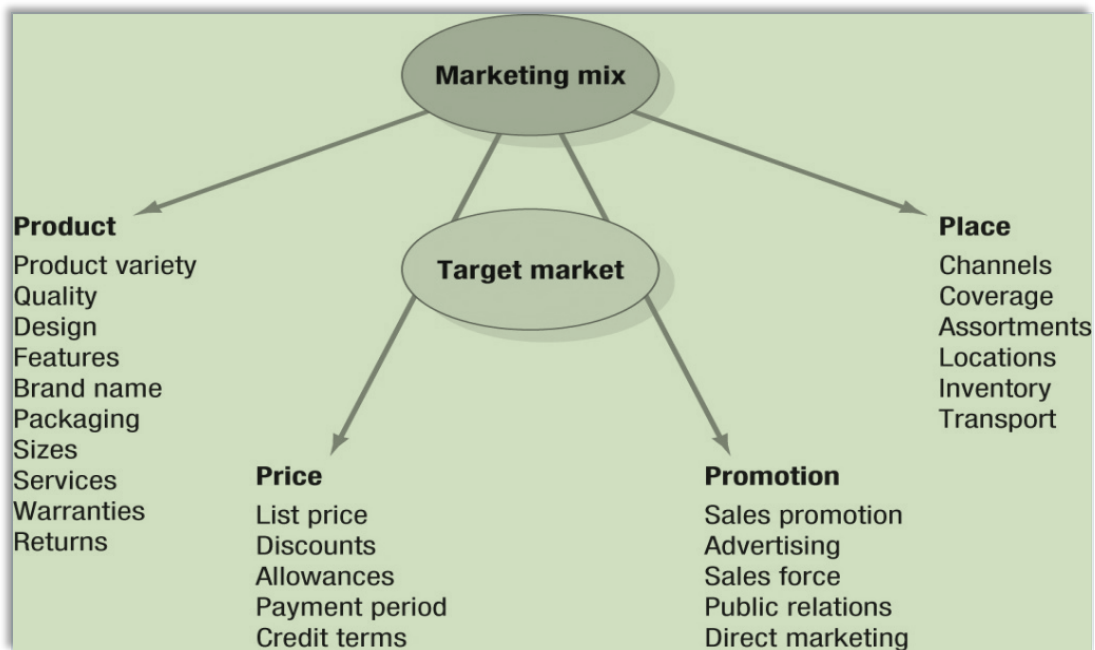 Marketing mix
Target market
Product
Product variety
Quality
Design
Features
Brand name
Packaging
Sizes
Services
Warranties
Returns
Price
List price
Discounts
Allowances
Payment period
Credit terms
Promotion
Sales promotion
Advertising
Sales force
Public relations
Direct marketing
Place
Channels
Coverage
Assortments
Locations
Inventory
Transport